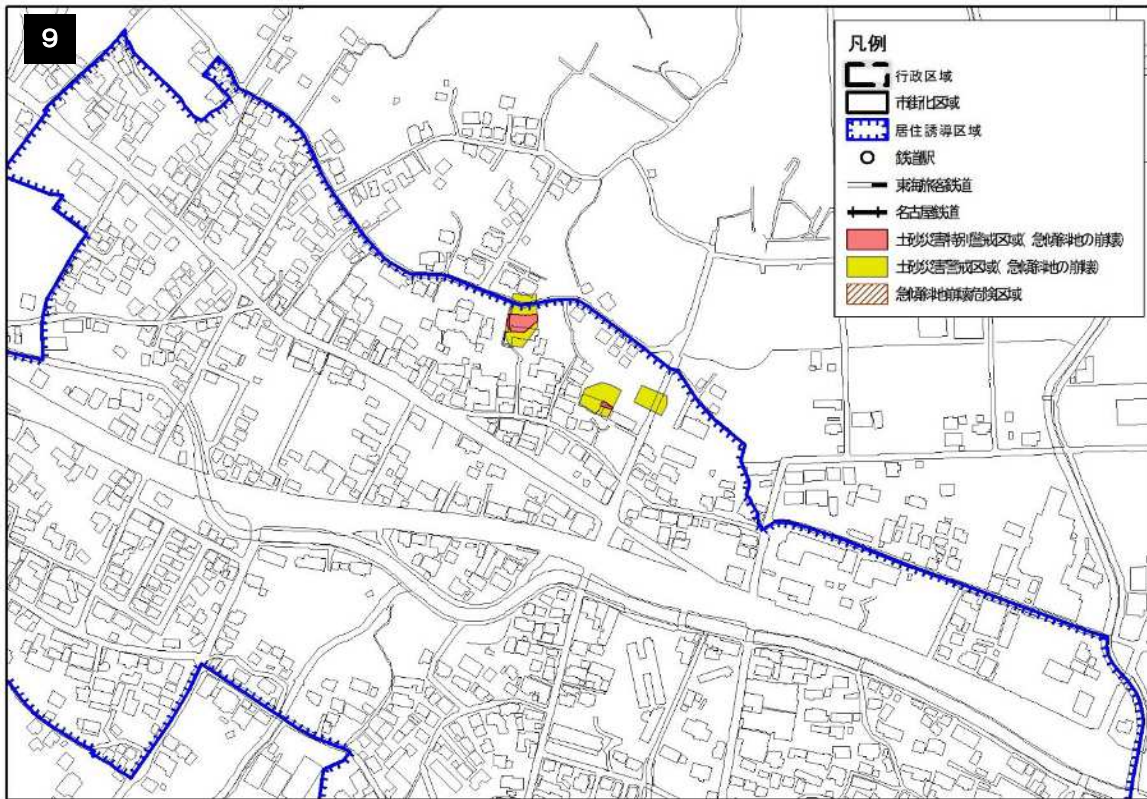 9
凡例
行政区域
市街化区域
居住誘導区域
鉄道駅
東海旅客鉄道
名古屋鉄道
土砂災害特別警戒区域(急傾斜地の崩壊)
土砂災害警戒区域(急傾斜地の崩壊)
急傾斜地崩壊危険区域